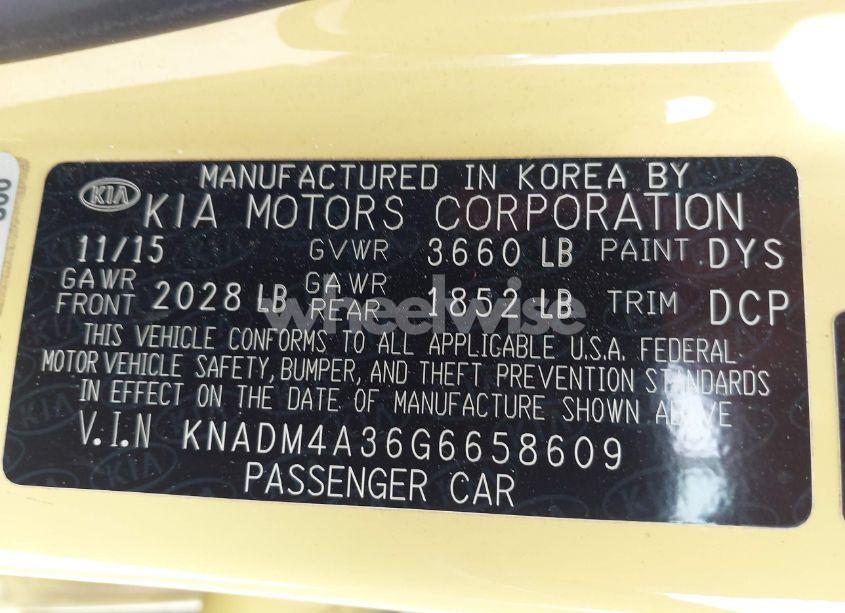 MANUFACTURED IN KOREA BY
KIA KIA MOTORS CORPORATION
11/15 GVWR 3660 LB PAINT DYS
GAWR FRONT 2028 LB GAWR REAR 1852 LB TRIM DCP
wheelwise
THIS VEHICLE CONFORMS TO ALL APPLICABLE U.S.A. FEDERAL
MOTOR VEHICLE SAFETY, BUMPER, AND THEFT PREVENTION STANDARDS
IN EFFECT ON THE DATE OF MANUFACTURE SHOWN ABOVE
V.I.N KNADM4A36G6658609
PASSENGER CAR